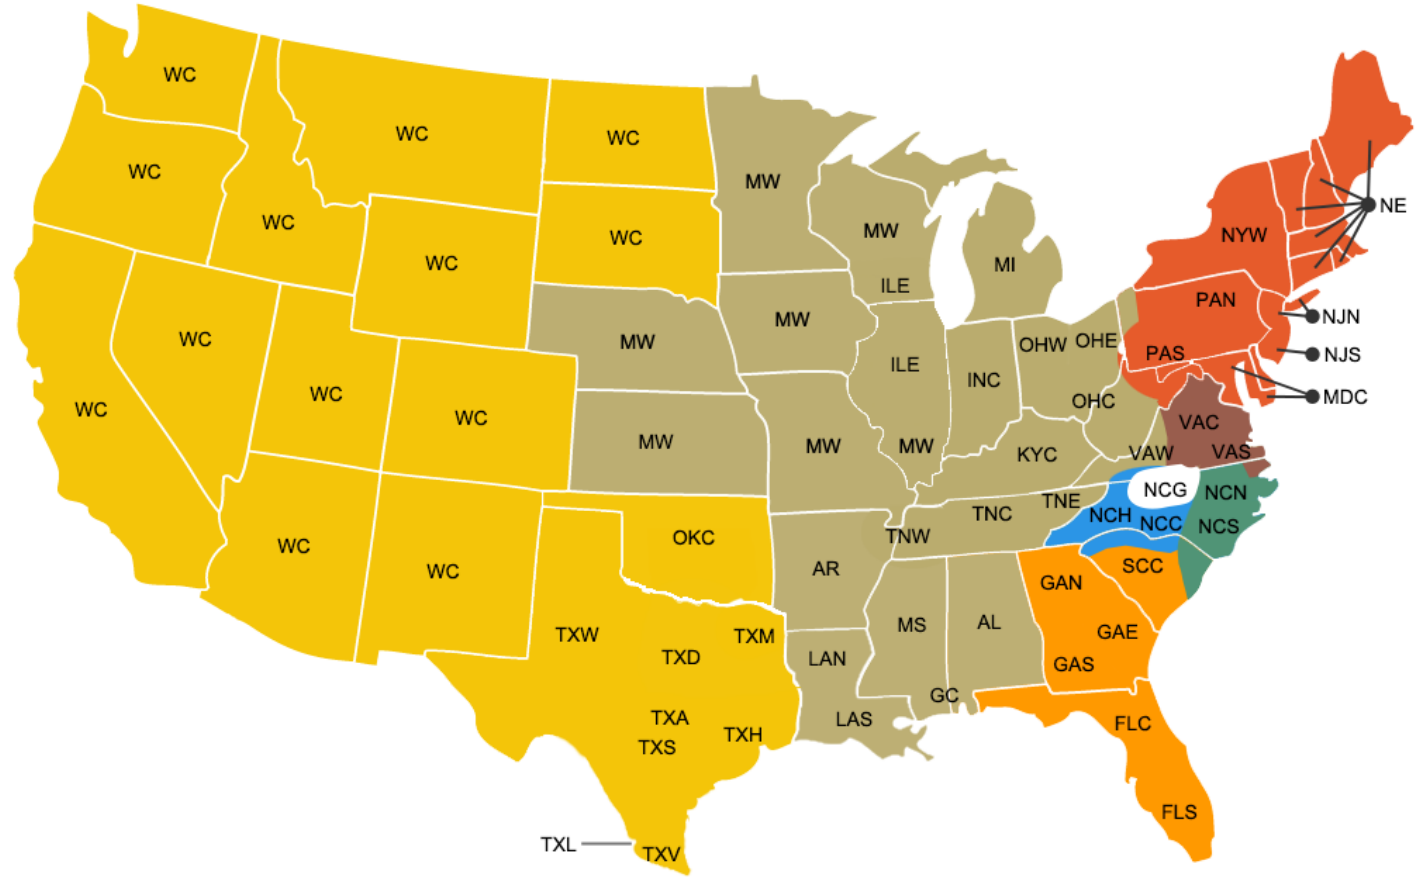 WC
WC
WC
WC
MW
WC
NE
WC
MW
NYW
WC
WC
MI
ILE
PAN
MW
NJN
WC
MW
OHW
OHE
PAS
NJS
ILE
INC
WC
MDC
OHC
WC
WC
VAC
MW
MW
MW
VAW
VAS
KYC
NCG
NCN
TNE
TNC
NCH
NCC
NCS
OKC
TNW
WC
WC
AR
SCC
GAN
MS
AL
GAE
TXW
TXM
TXD
LAN
GAS
GC
TXA
LAS
FLC
TXH
TXS
FLS
TXL
TXV